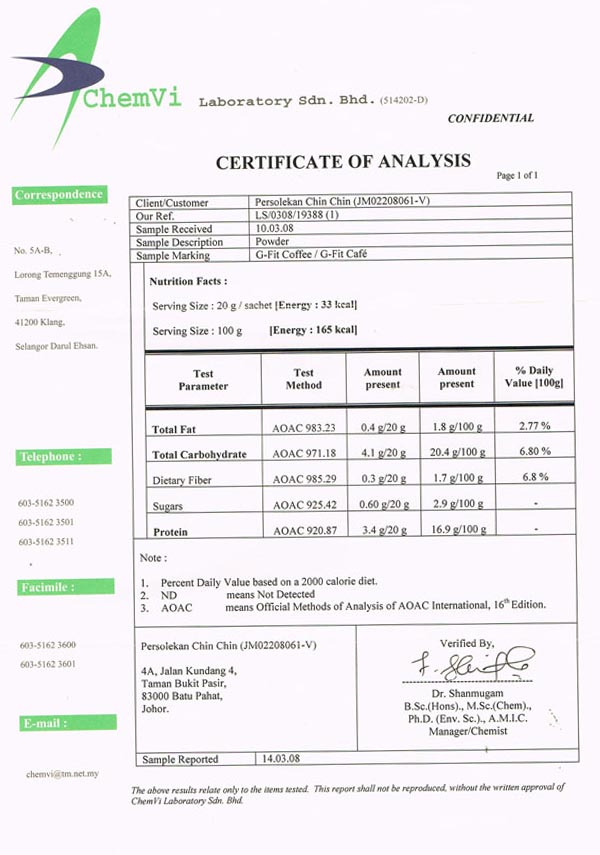 ChemVi Laboratory Sdn. Bhd. (514202-D)
CONFIDENTIAL
CERTIFICATE OF ANALYSIS
Page 1 of 1
Correspondence
No. 5A-B,
Lorong Temenggung 15A,
Taman Evergreen,
41200 Klang,
Selangor Darul Ehsan.
Telephone :
603-5162 3500
603-5162 3501
603-5162 3511
Facimile :
603-5162 3600
603-5162 3601
E-mail :
chemvi@tm.net.my
Client/Customer Persolekan Chin Chin (JM02208061-V)
Our Ref. LS/0308/19388 (1)
Sample Received 10.03.08
Sample Description Powder
Sample Marking G-Fit Coffee / G-Fit Café
Nutrition Facts :
Serving Size : 20 g / sachet [Energy : 33 kcal]
Serving Size : 100 g [Energy : 165 kcal]
Test Parameter Test Method Amount present Amount present % Daily Value [100g]
Total Fat AOAC 983.23 0.4 g/20 g 1.8 g/100 g 2.77 %
Total Carbohydrate AOAC 971.18 4.1 g/20 g 20.4 g/100 g 6.80 %
Dietary Fiber AOAC 985.29 0.3 g/20 g 1.7 g/100 g 6.8 %
Sugars AOAC 925.42 0.60 g/20 g 2.9 g/100 g -
Protein AOAC 920.87 3.4 g/20 g 16.9 g/100 g -
Note :
1. Percent Daily Value based on a 2000 calorie diet.
2. ND means Not Detected
3. AOAC means Official Methods of Analysis of AOAC International, 16th Edition.
Persolekan Chin Chin (JM02208061-V)
4A, Jalan Kundang 4,
Taman Bukit Pasir,
83000 Batu Pahat,
Johor.
Verified By,
Dr. Shanmugam
B.Sc.(Hons)., M.Sc.(Chem).,
Ph.D. (Env. Sc.)., A.M.I.C.
Manager/Chemist
Sample Reported 14.03.08
The above results relate only to the items tested. This report shall not be reproduced, without the written approval of
ChemVi Laboratory Sdn. Bhd.